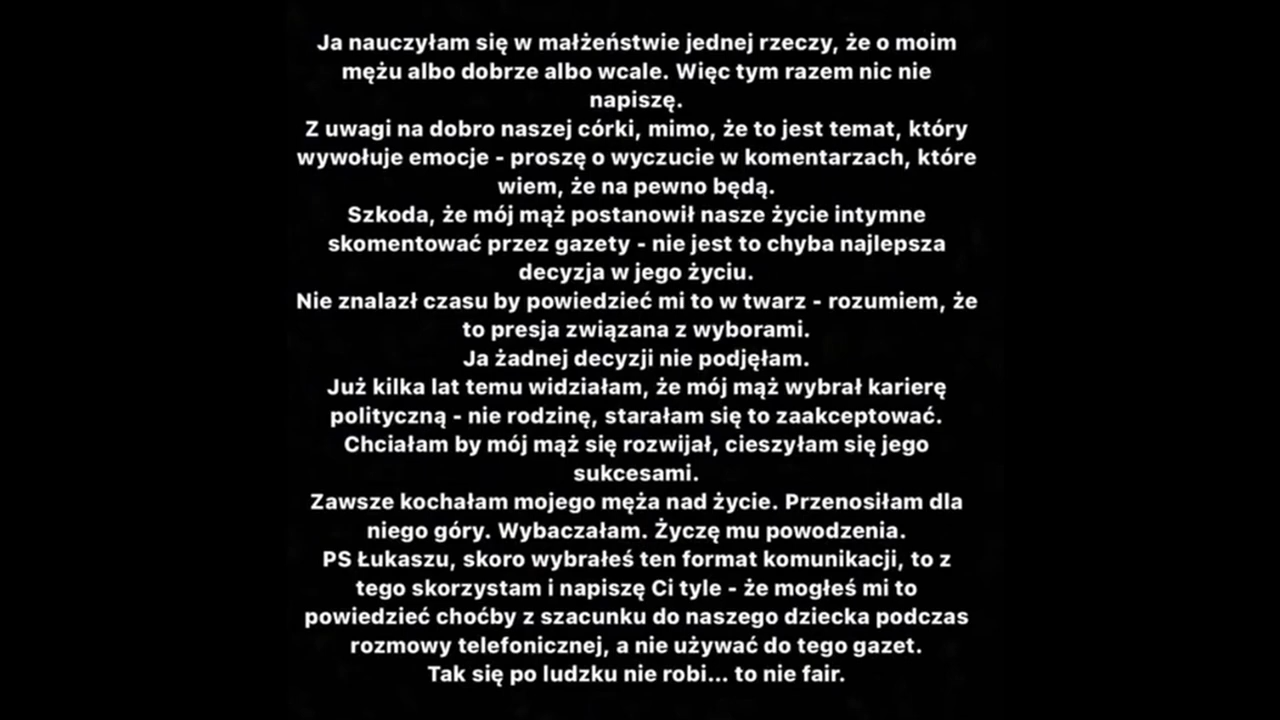 Ja nauczyłam się w małżeństwie jednej rzeczy, że o moim
mężu albo dobrze albo wcale. Więc tym razem nic nie
napiszę.
Z uwagi na dobro naszej córki, mimo, że to jest temat, który
wywołuje emocje - proszę o wyczucie w komentarzach, które
wiem, że na pewno będą.
Szkoda, że mój mąż postanowił nasze życie intymne
skomentować przez gazety - nie jest to chyba najlepsza
decyzja w jego życiu.
Nie znalazł czasu by powiedzieć mi to w twarz - rozumiem, że
to presja związana z wyborami.
Ja żadnej decyzji nie podjęłam.
Już kilka lat temu widziałam, że mój mąż wybrał karierę
polityczną - nie rodzinę, starałam się to zaakceptować.
Chciałam by mój mąż się rozwijał, cieszyłam się jego
sukcesami.
Zawsze kochałam mojego męża nad życie. Przenosiłam dla
niego góry. Wybaczałam. Życzę mu powodzenia.
PS Łukaszu, skoro wybrałeś ten format komunikacji, to z
tego skorzystam i napiszę Ci tyle - że mogłeś mi to
powiedzieć choćby z szacunku do naszego dziecka podczas
rozmowy telefonicznej, a nie używać do tego gazet.
Tak się po ludzku nie robi... to nie fair.